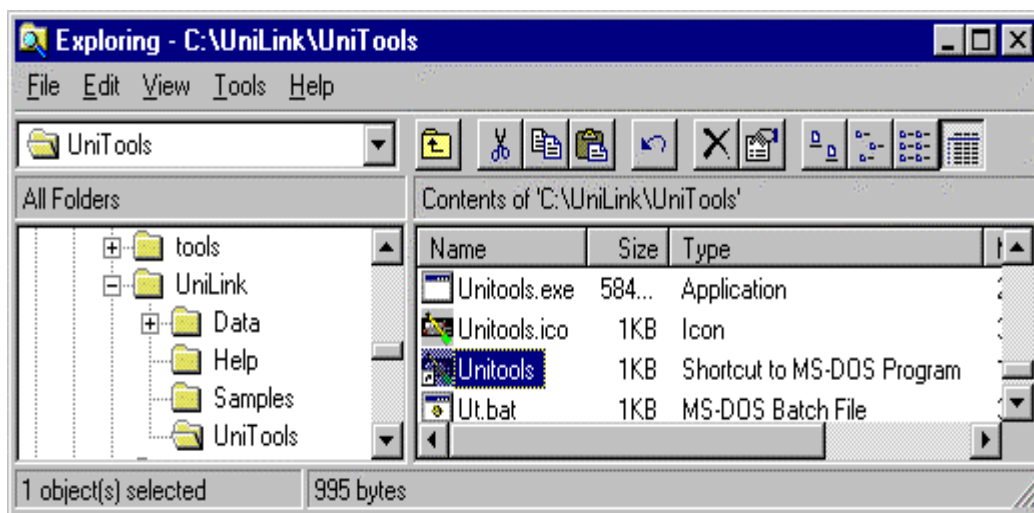 Exploring - C:\UniLink\UniTools
File Edit View Tools Help
UniTools
All Folders
Contents of 'C:\UniLink\UniTools'
tools
UniLink
Data
Help
Samples
UniTools
Name Size Type
Unitools.exe 584... Application
Unitools.ico 1KB Icon
Unitools 1KB Shortcut to MS-DOS Program
Ut.bat 1KB MS-DOS Batch File
1 object(s) selected
995 bytes